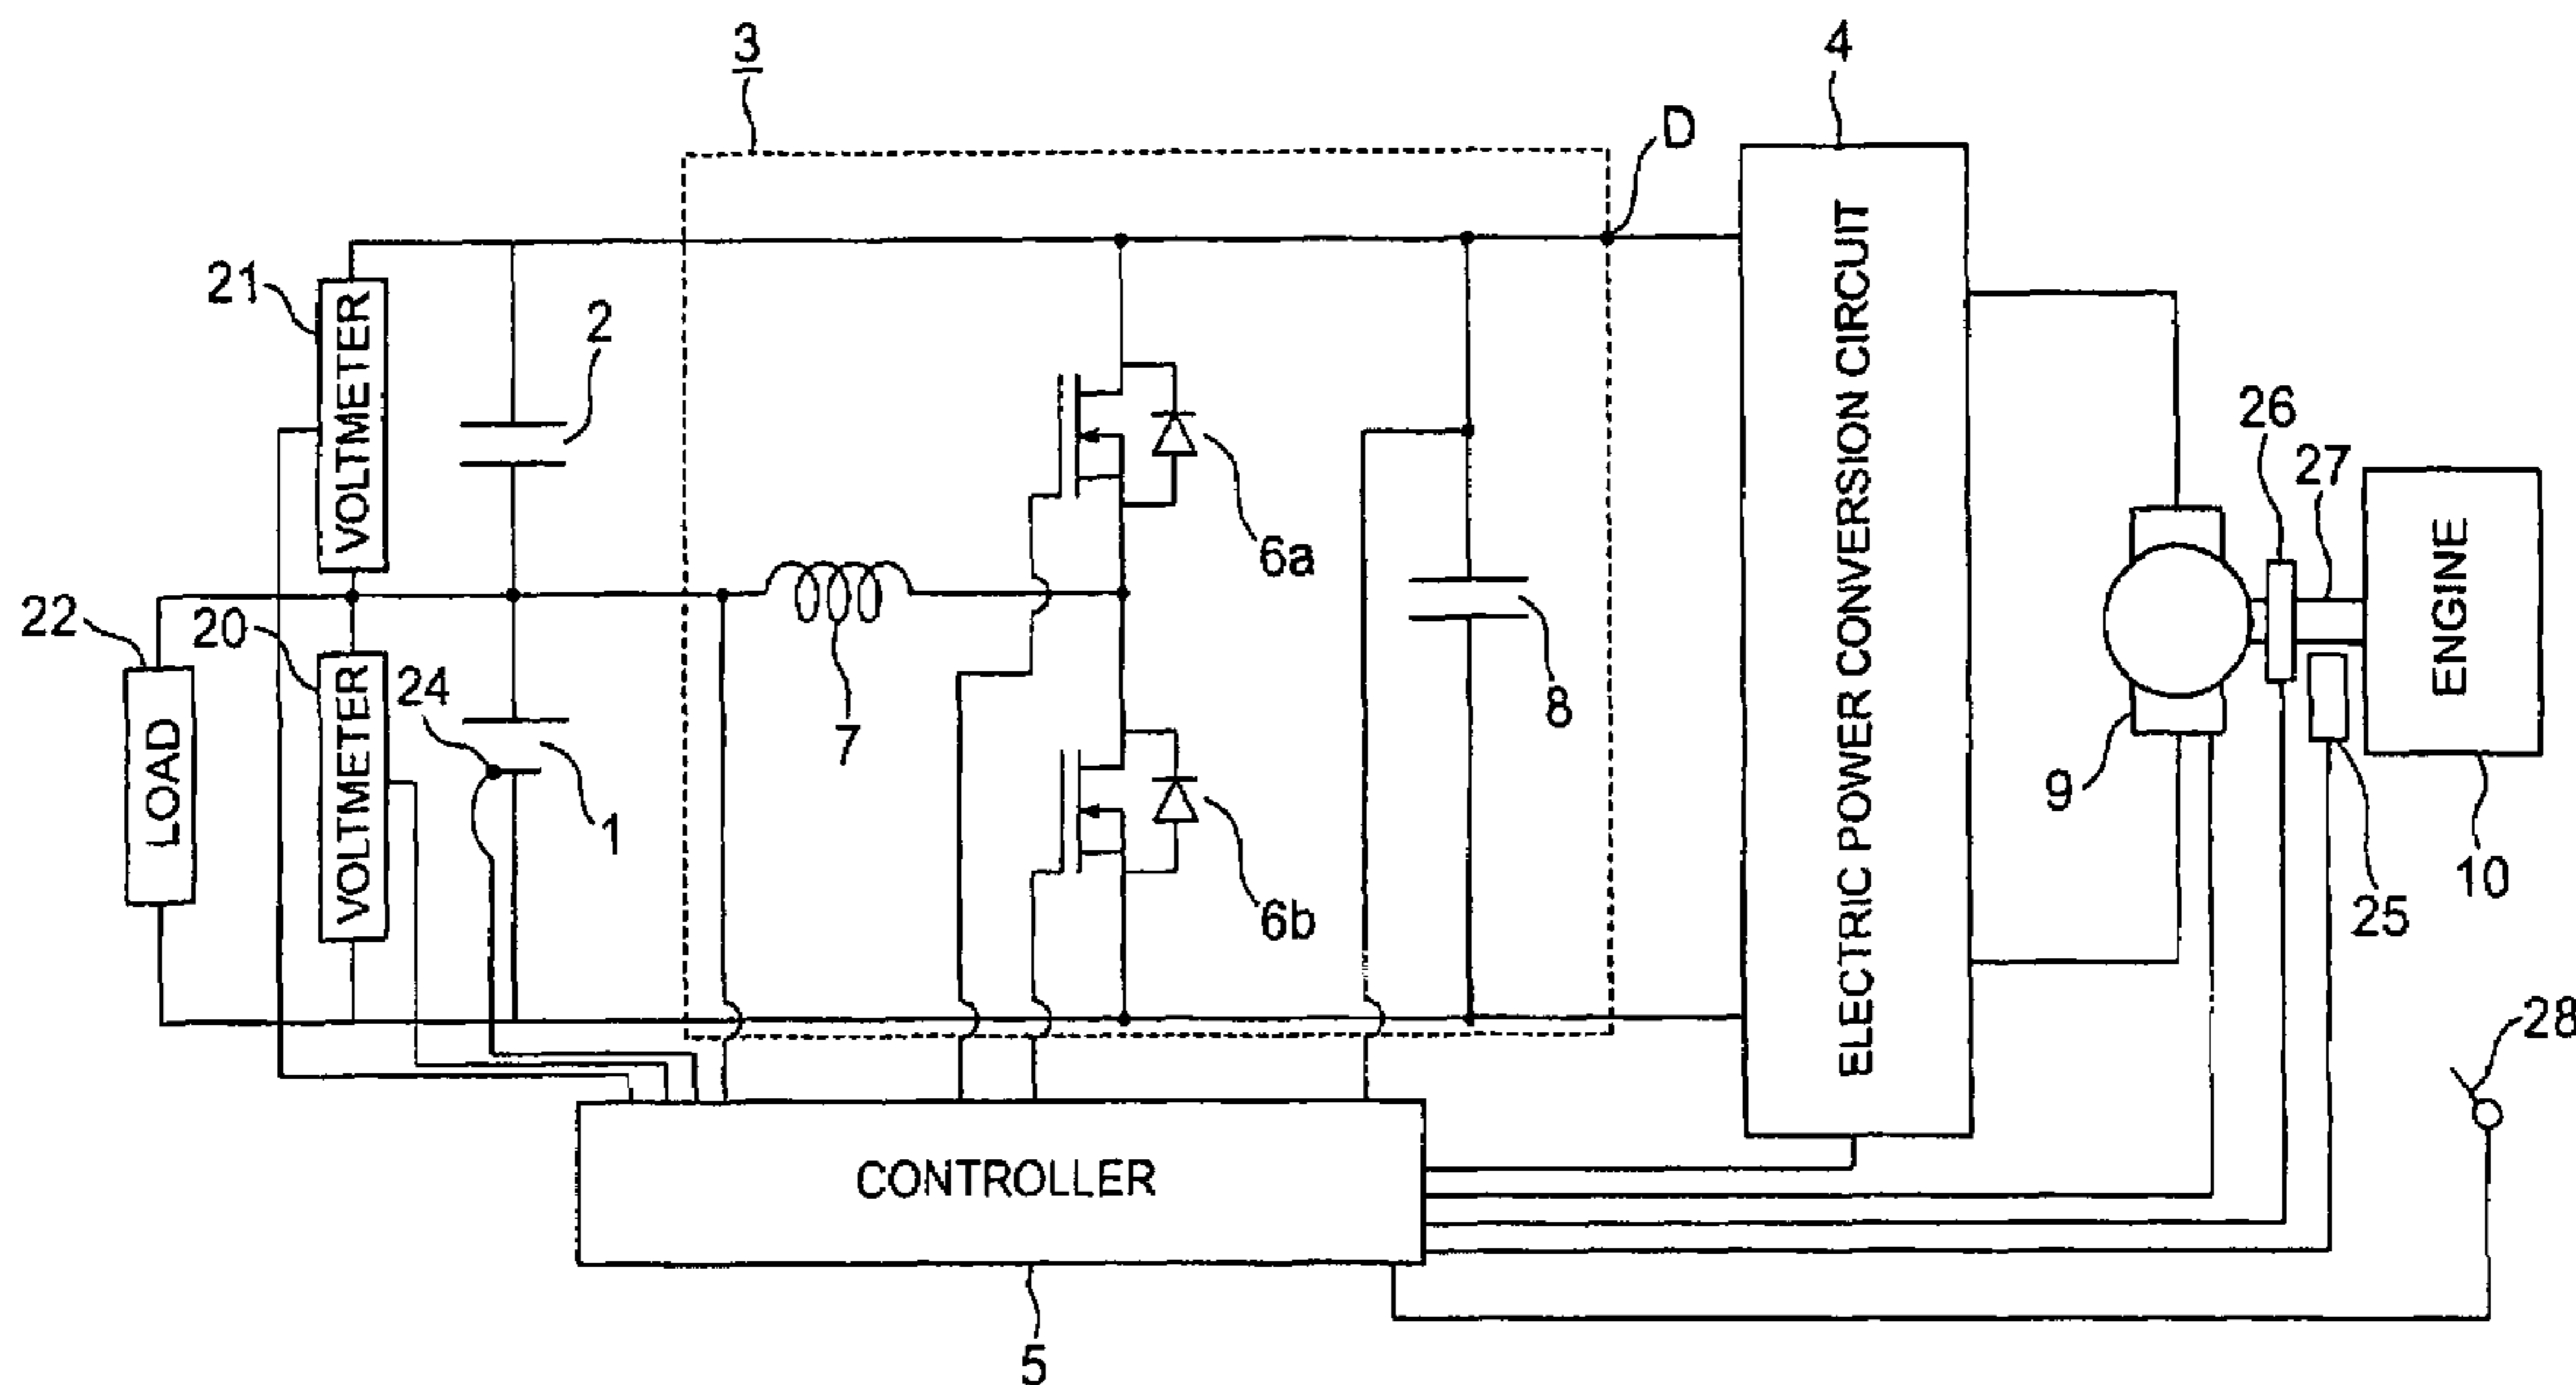 3
4
D
21
VOLTMETER
2
ELECTRIC POWER CONVERSION CIRCUIT
26
27
6a
ENGINE
22
20
24
LOAD
VOLTMETER
1
7
8
9
6b
10
25
28
CONTROLLER
5